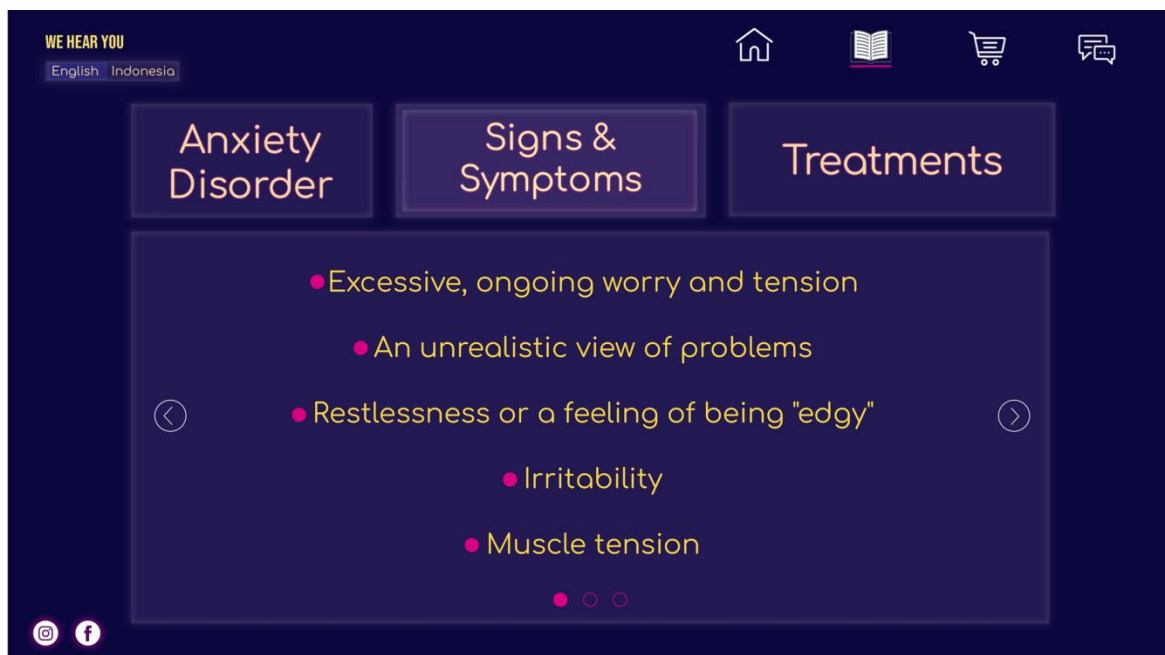 WE HEAR YOU
English Indonesia
Anxiety
Disorder
Signs &
Symptoms
Treatments
Excessive, ongoing worry and tension
An unrealistic view of problems
Restlessness or a feeling of being "edgy"
Irritability
Muscle tension